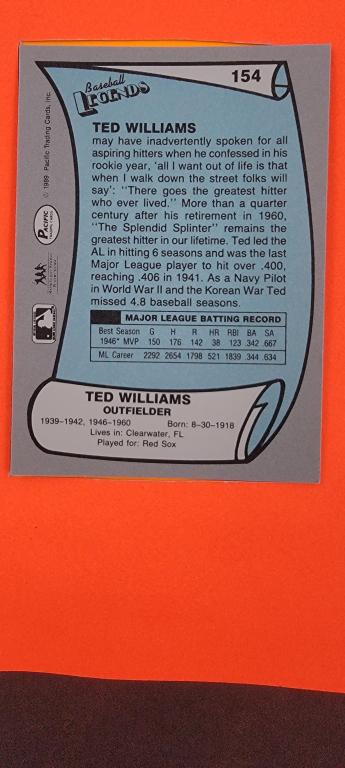 Baseball
LEGENDS
154
TED WILLIAMS
may have inadvertently spoken for all
aspiring hitters when he confessed in his
rookie year, 'all I want out of life is that
when I walk down the street folks will
say': "There goes the greatest hitter
who ever lived." More than a quarter
century after his retirement in 1960,
"The Splendid Splinter" remains the
greatest hitter in our lifetime. Ted led the
AL in hitting 6 seasons and was the last
Major League player to hit over .400,
reaching .406 in 1941. As a Navy Pilot
in World War II and the Korean War Ted
missed 4.8 baseball seasons.
MAJOR LEAGUE BATTING RECORD
Best Season G H R HR RBI BA SA
1946* MVP 150 176 142 38 123 .342 .667
ML Career 2292 2654 1798 521 1839 .344 .634
TED WILLIAMS
OUTFIELDER
1939-1942, 1946-1960 Born: 8-30-1918
Lives in: Clearwater, FL
Played for: Red Sox
© 1989 Pacific Trading Cards, Inc.
PACIFIC
TRADING CARDS